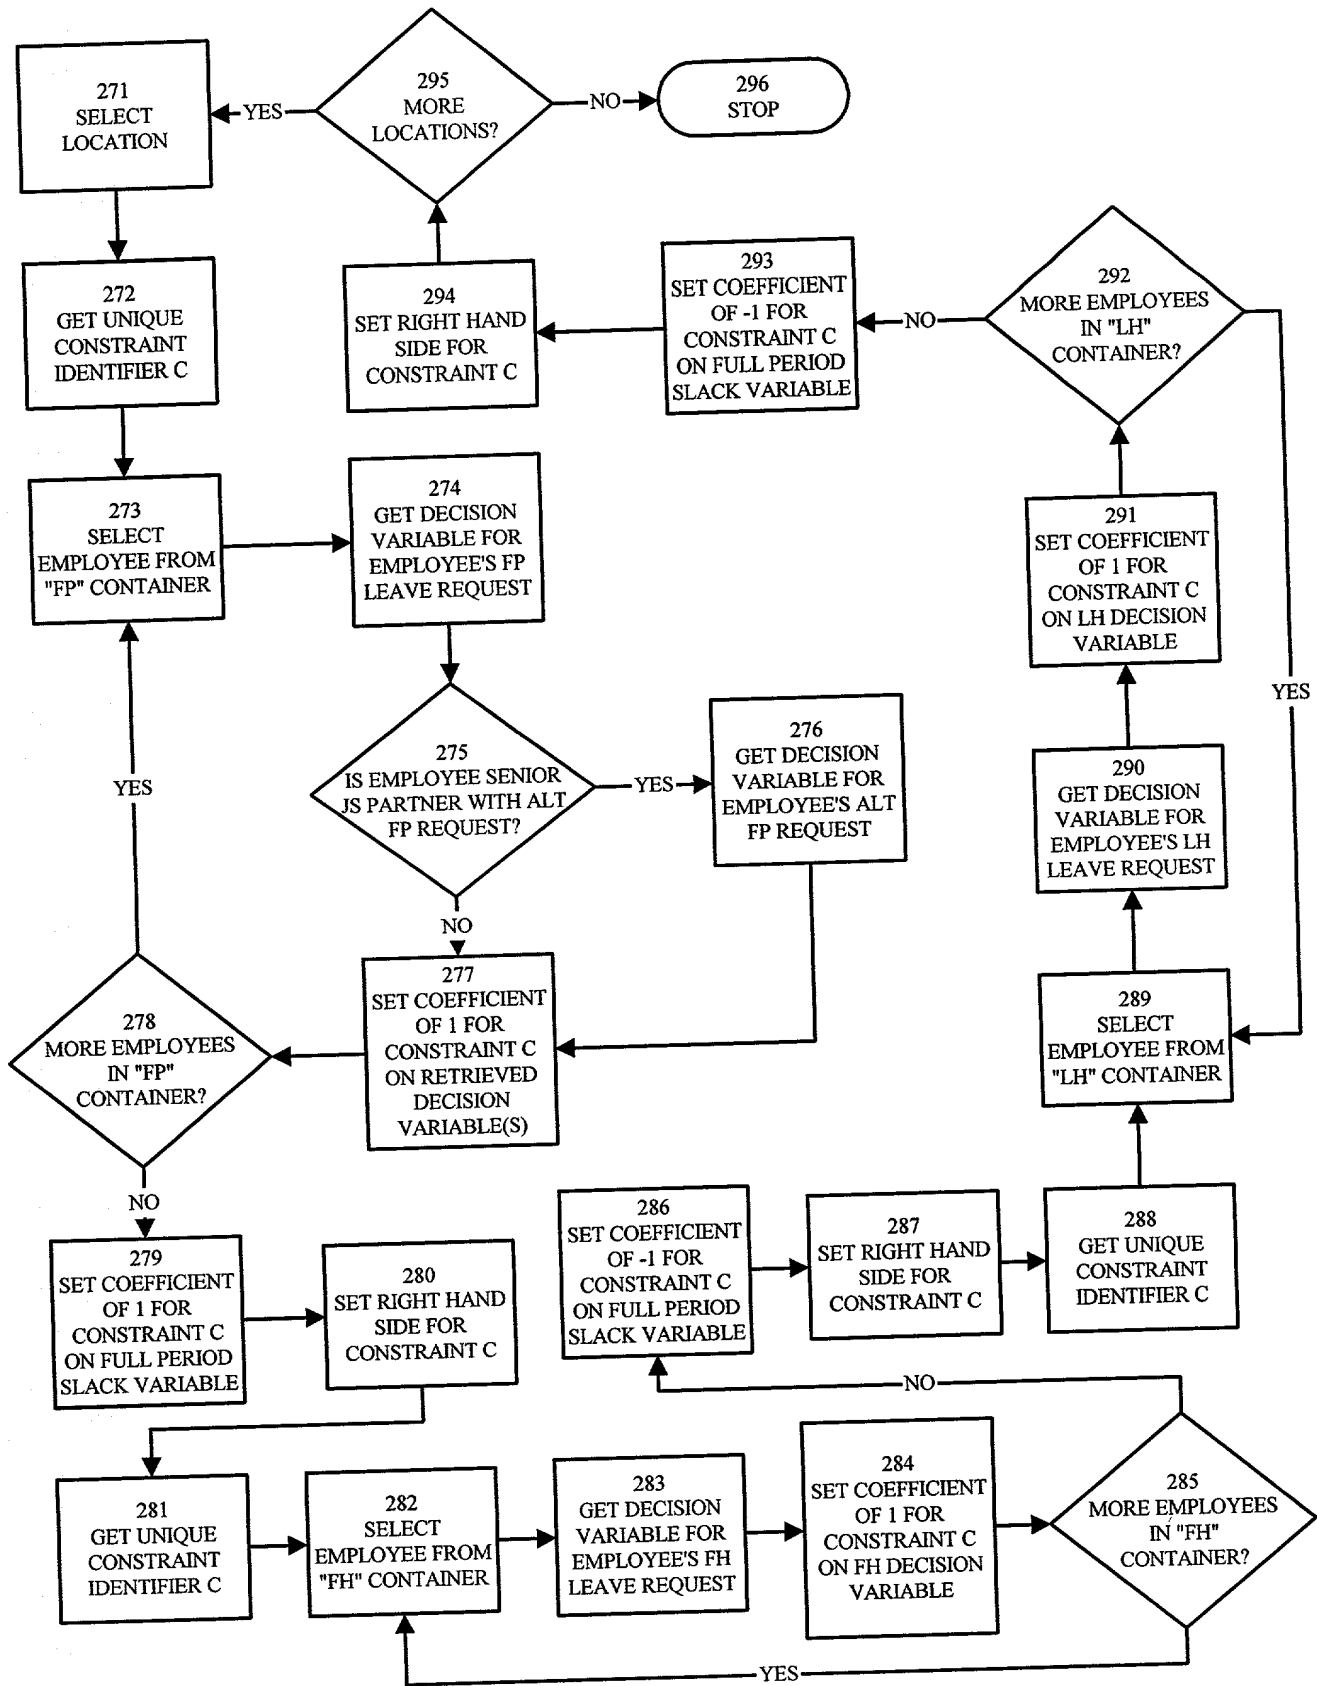 271
SELECT
LOCATION
YES
295
MORE
LOCATIONS?
NO
296
STOP
272
GET UNIQUE
CONSTRAINT
IDENTIFIER C
294
SET RIGHT HAND
SIDE FOR
CONSTRAINT C
293
SET COEFFICIENT
OF -1 FOR
CONSTRAINT C
ON FULL PERIOD
SLACK VARIABLE
NO
292
MORE EMPLOYEES
IN "LH"
CONTAINER?
YES
273
SELECT
EMPLOYEE FROM
"FP" CONTAINER
274
GET DECISION
VARIABLE FOR
EMPLOYEE'S FP
LEAVE REQUEST
291
SET COEFFICIENT
OF 1 FOR
CONSTRAINT C
ON LH DECISION
VARIABLE
YES
275
IS EMPLOYEE SENIOR
JS PARTNER WITH ALT
FP REQUEST?
YES
276
GET DECISION
VARIABLE FOR
EMPLOYEE'S ALT
FP REQUEST
290
GET DECISION
VARIABLE FOR
EMPLOYEE'S LH
LEAVE REQUEST
NO
277
SET COEFFICIENT
OF 1 FOR
CONSTRAINT C
ON RETRIEVED
DECISION
VARIABLE(S)
278
MORE EMPLOYEES
IN "FP"
CONTAINER?
289
SELECT
EMPLOYEE FROM
"LH" CONTAINER
NO
279
SET COEFFICIENT
OF 1 FOR
CONSTRAINT C
ON FULL PERIOD
SLACK VARIABLE
280
SET RIGHT HAND
SIDE FOR
CONSTRAINT C
286
SET COEFFICIENT
OF -1 FOR
CONSTRAINT C
ON FULL PERIOD
SLACK VARIABLE
287
SET RIGHT HAND
SIDE FOR
CONSTRAINT C
288
GET UNIQUE
CONSTRAINT
IDENTIFIER C
NO
281
GET UNIQUE
CONSTRAINT
IDENTIFIER C
282
SELECT
EMPLOYEE FROM
"FH" CONTAINER
283
GET DECISION
VARIABLE FOR
EMPLOYEE'S FH
LEAVE REQUEST
284
SET COEFFICIENT
OF 1 FOR
CONSTRAINT C
ON FH DECISION
VARIABLE
285
MORE EMPLOYEES
IN "FH"
CONTAINER?
YES